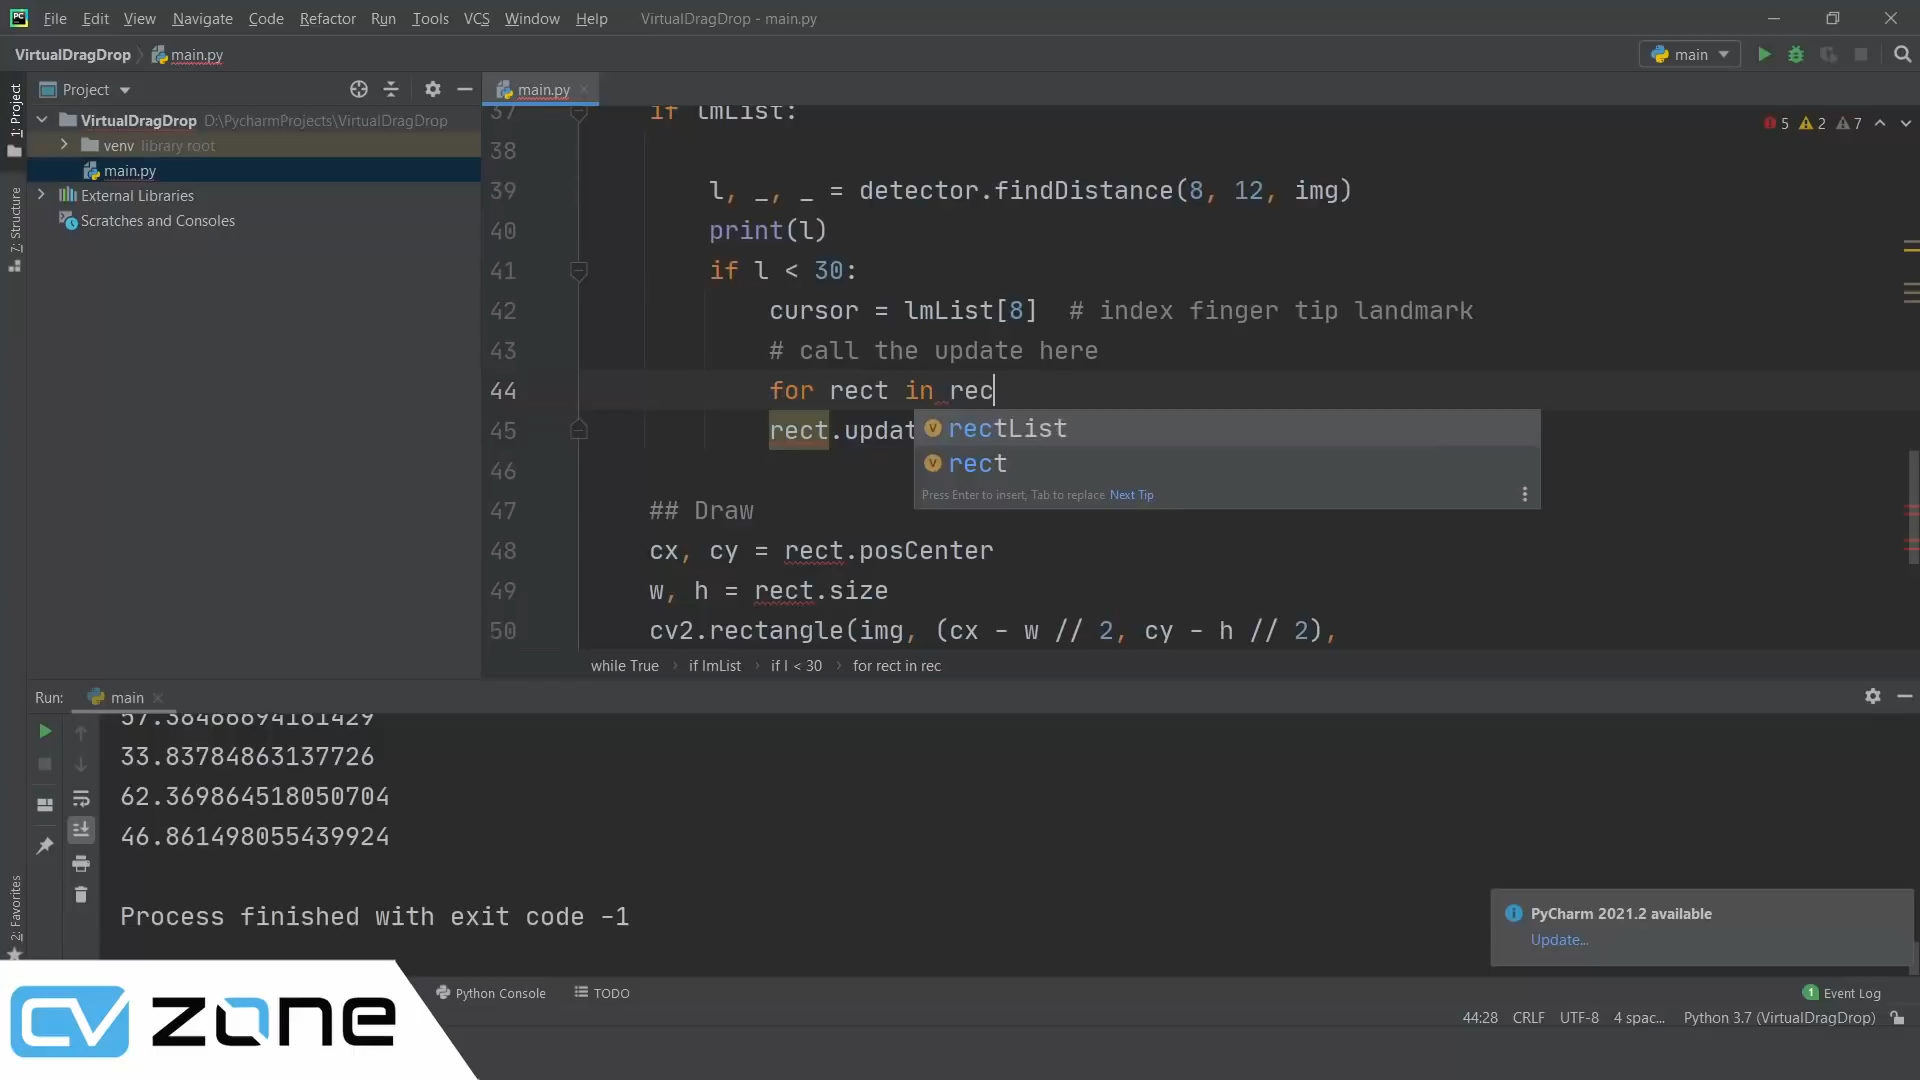 File Edit View Navigate Code Refactor Run Tools VCS Window Help VirtualDragDrop - main.py
VirtualDragDrop main.py
main
Project
main.py
1: Project
7: Structure
2: Favorites
VirtualDragDrop D:\PycharmProjects\VirtualDragDrop
venv library root
main.py
External Libraries
Scratches and Consoles
5 2 7
37 if lmList:
38
39 l, _, _ = detector.findDistance(8, 12, img)
40 print(l)
41 if l < 30:
42 cursor = lmList[8] # index finger tip landmark
43 # call the update here
44 for rect in rec
45 rect.updat
rectList
rect
Press Enter to insert, Tab to replace Next Tip
46
47 ## Draw
48 cx, cy = rect.posCenter
49 w, h = rect.size
50 cv2.rectangle(img, (cx - w // 2, cy - h // 2),
while True if lmList if l < 30 for rect in rec
Run: main
57.38466694161429
33.83784863137726
62.369864518050704
46.861498055439924
Process finished with exit code -1
PyCharm 2021.2 available
Update...
Python Console TODO
1 Event Log
44:28 CRLF UTF-8 4 spac... Python 3.7 (VirtualDragDrop)
CV zone